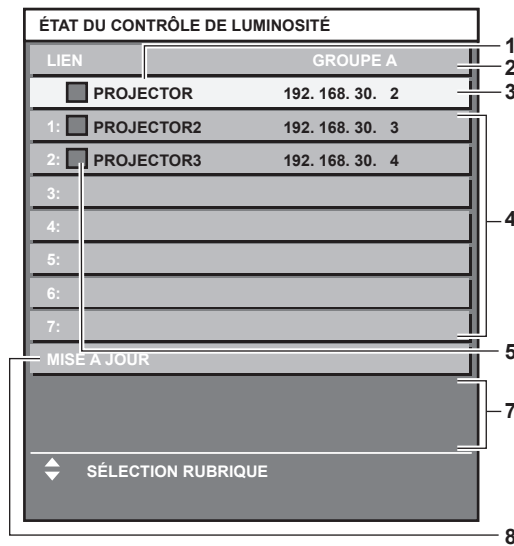 ÉTAT DU CONTRÔLE DE LUMINOSITÉ
LIEN GROUPE A
PROJECTOR 192. 168. 30. 2
1: PROJECTOR2 192. 168. 30. 3
2: PROJECTOR3 192. 168. 30. 4
3:
4:
5:
6:
7:
MISE À JOUR
SÉLECTION RUBRIQUE
1
2
3
4
5
7
8